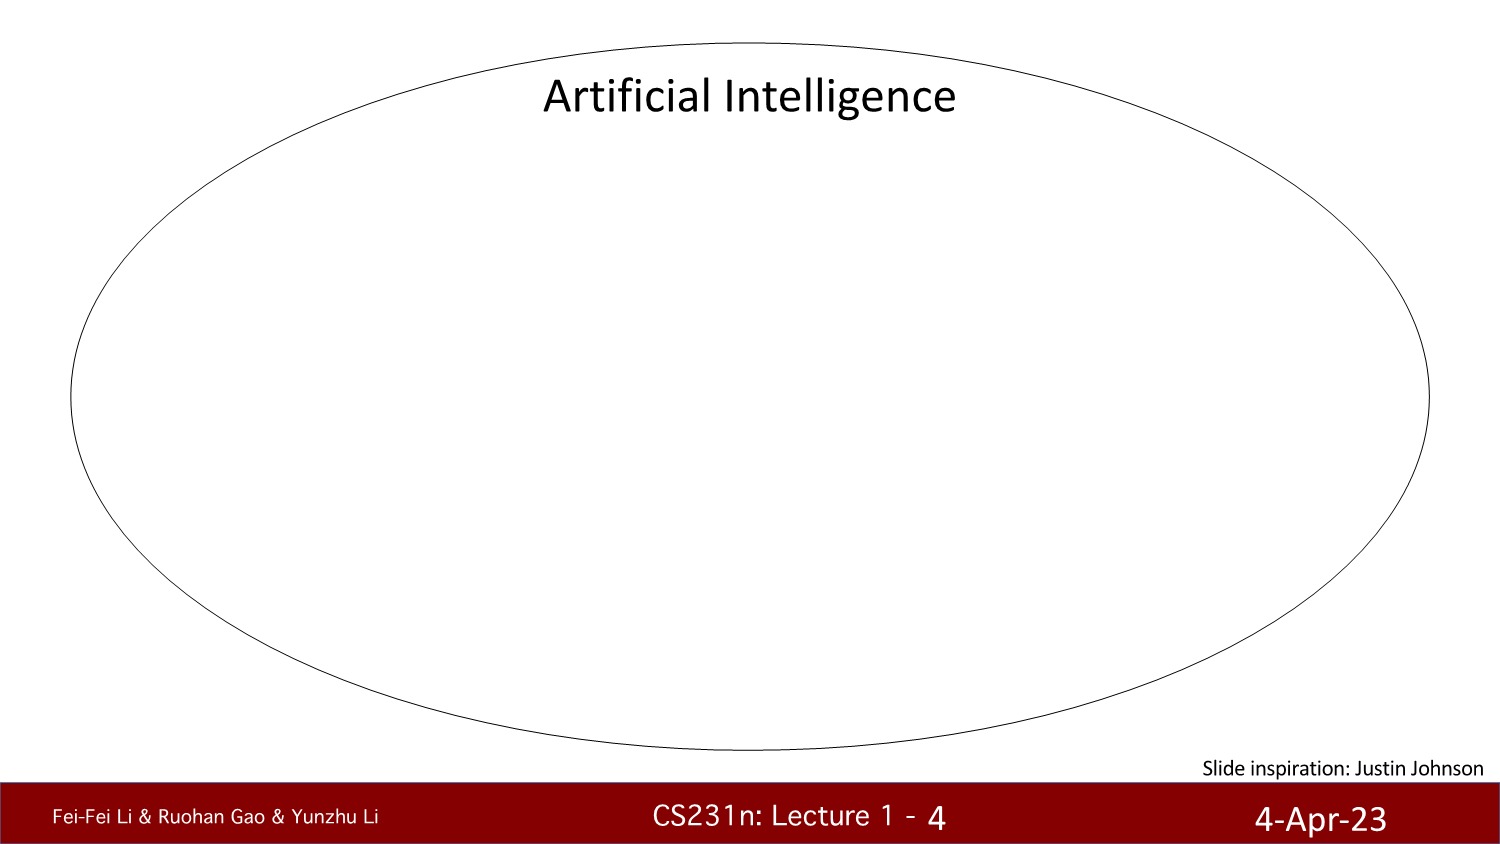 Artificial Intelligence
Slide inspiration: Justin Johnson
Fei-Fei Li & Ruohan Gao & Yunzhu Li
CS231n: Lecture 1 - 4
4-Apr-23